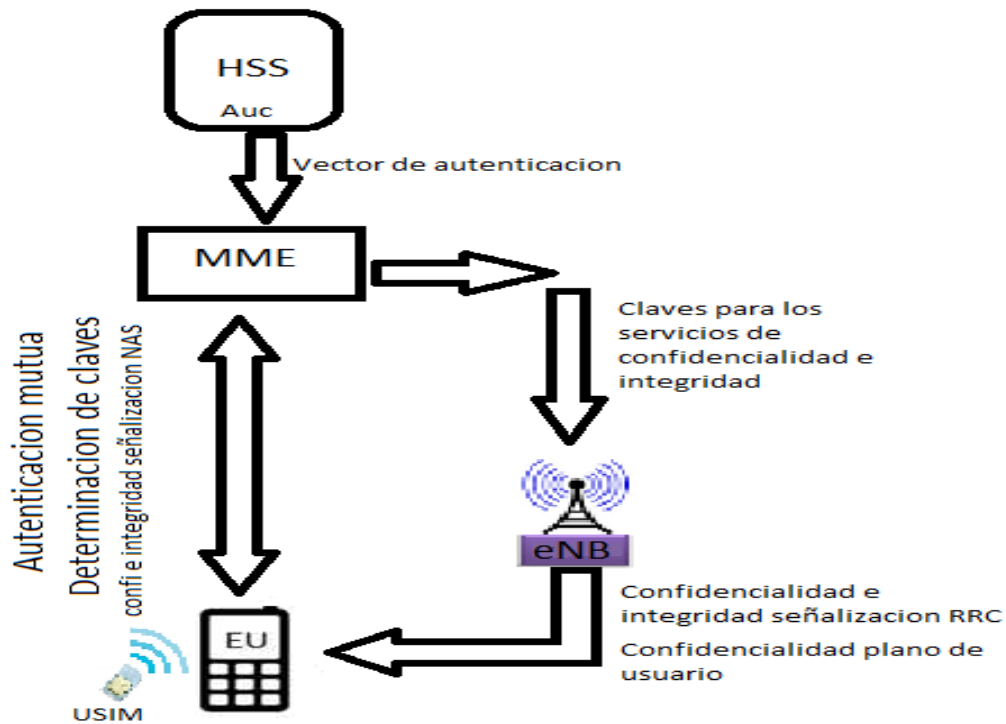 HSS
Auc
Vector de autenticacion
MME
Claves para los
servicios de
confidencialidad e
integridad
Autenticacion mutua
Determinacion de claves
confi e integridad señalizacion NAS
eNB
Confidencialidad e
integridad señalizacion RRC
Confidencialidad plano de
usuario
EU
USIM